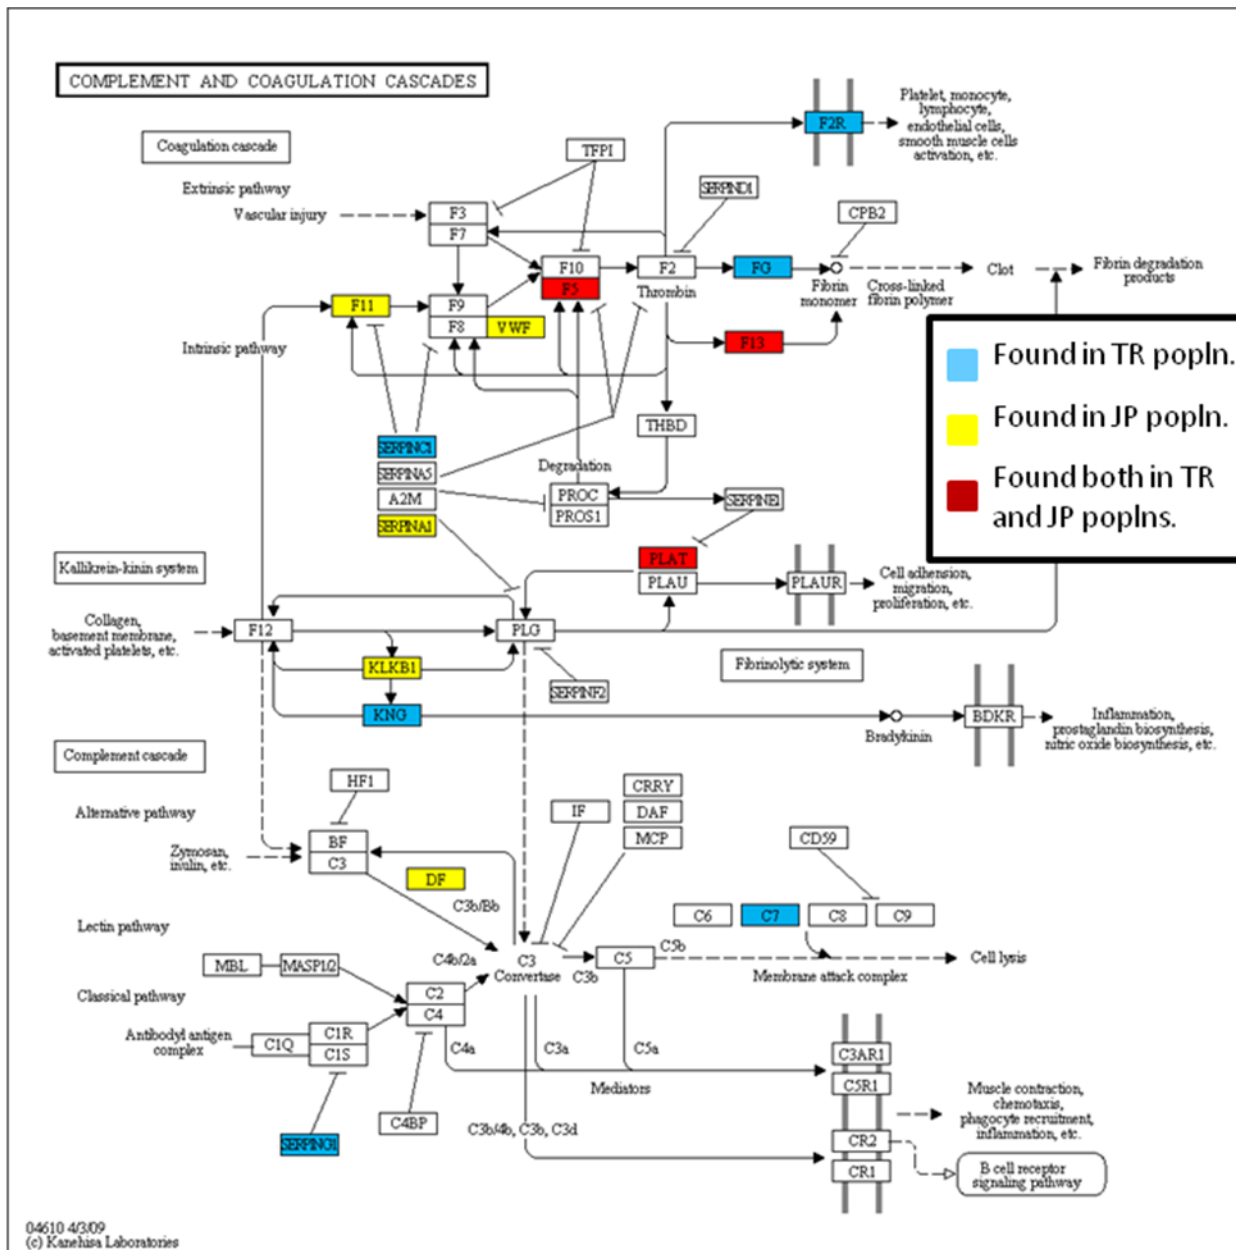 COMPLEMENT AND COAGULATION CASCADES
Coagulation cascade
Extrinsic pathway
Vascular injury
F3
F7
TFPI
F2R
Platelet, monocyte,
lymphocyte,
endothelial cells,
smooth muscle cells
activation, etc.
SERPIND1
CPB2
F10
F5
F2
Thrombin
FG
Fibrin
monomer
Cross-linked
fibrin polymer
Clot
Fibrin degradation
products
F11
F9
F8
VWF
F13
Intrinsic pathway
Found in TR popln.
Found in JP popln.
Found both in TR
and JP poplns.
THBD
SERPINC1
SERPINA5
A2M
SERPINA1
Degradation
PROC
PROS1
SERPINE1
Kallikrein-kinin system
PLAT
PLAU
PLAUR
Cell adhension,
migration,
proliferation, etc.
Collagen,
basement membrane,
activated platelets, etc.
F12
PLG
KLKB1
Fibrinolytic system
SERPINF2
KNG
Bradykinin
BDKR
Inflammation,
prostaglandin biosynthesis,
nitric oxide biosynthesis, etc.
Complement cascade
Alternative pathway
HF1
IF
CRRY
DAF
MCP
CD59
Zymosan,
inulin, etc.
BF
C3
DF
C3b/Bb
C6
C7
C8
C9
Lectin pathway
MBL
MASP1/2
C4b/2a
C3
Convertase
C3b
C5
C5b
Membrane attack complex
Cell lysis
Classical pathway
C2
C4
Antibodyl antigen
complex
C1Q
C1R
C1S
C4a
C3a
C5a
Mediators
C3AR1
C5R1
Muscle contraction,
chemotaxis,
phagocyte recruitment,
inflammation, etc.
SERPING1
C4BP
C3b/4b, C3b, C3d
CR2
CR1
B cell receptor
signaling pathway
04610 4/3/09
(c) Kanehisa Laboratories